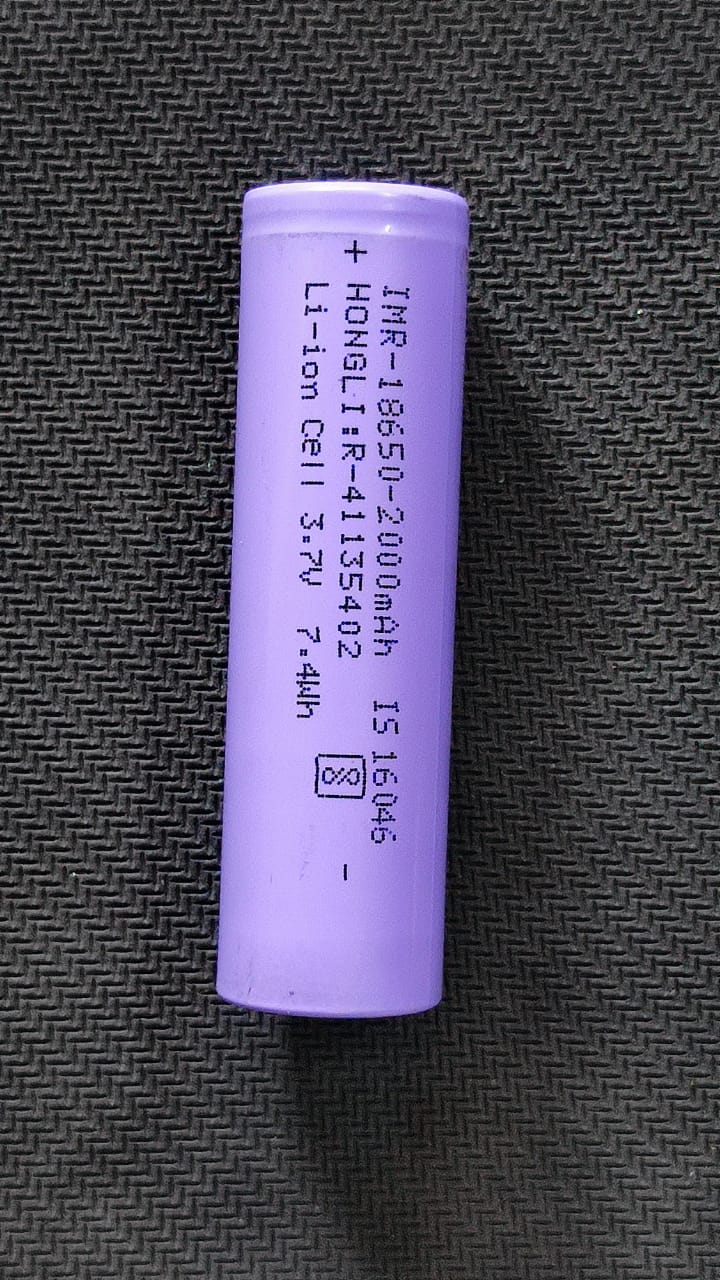 +
IMR-18650-2000mAh IS 16046
HONGLI:R-41135402
Li-ion Cell 3.7V 7.4Wh
-